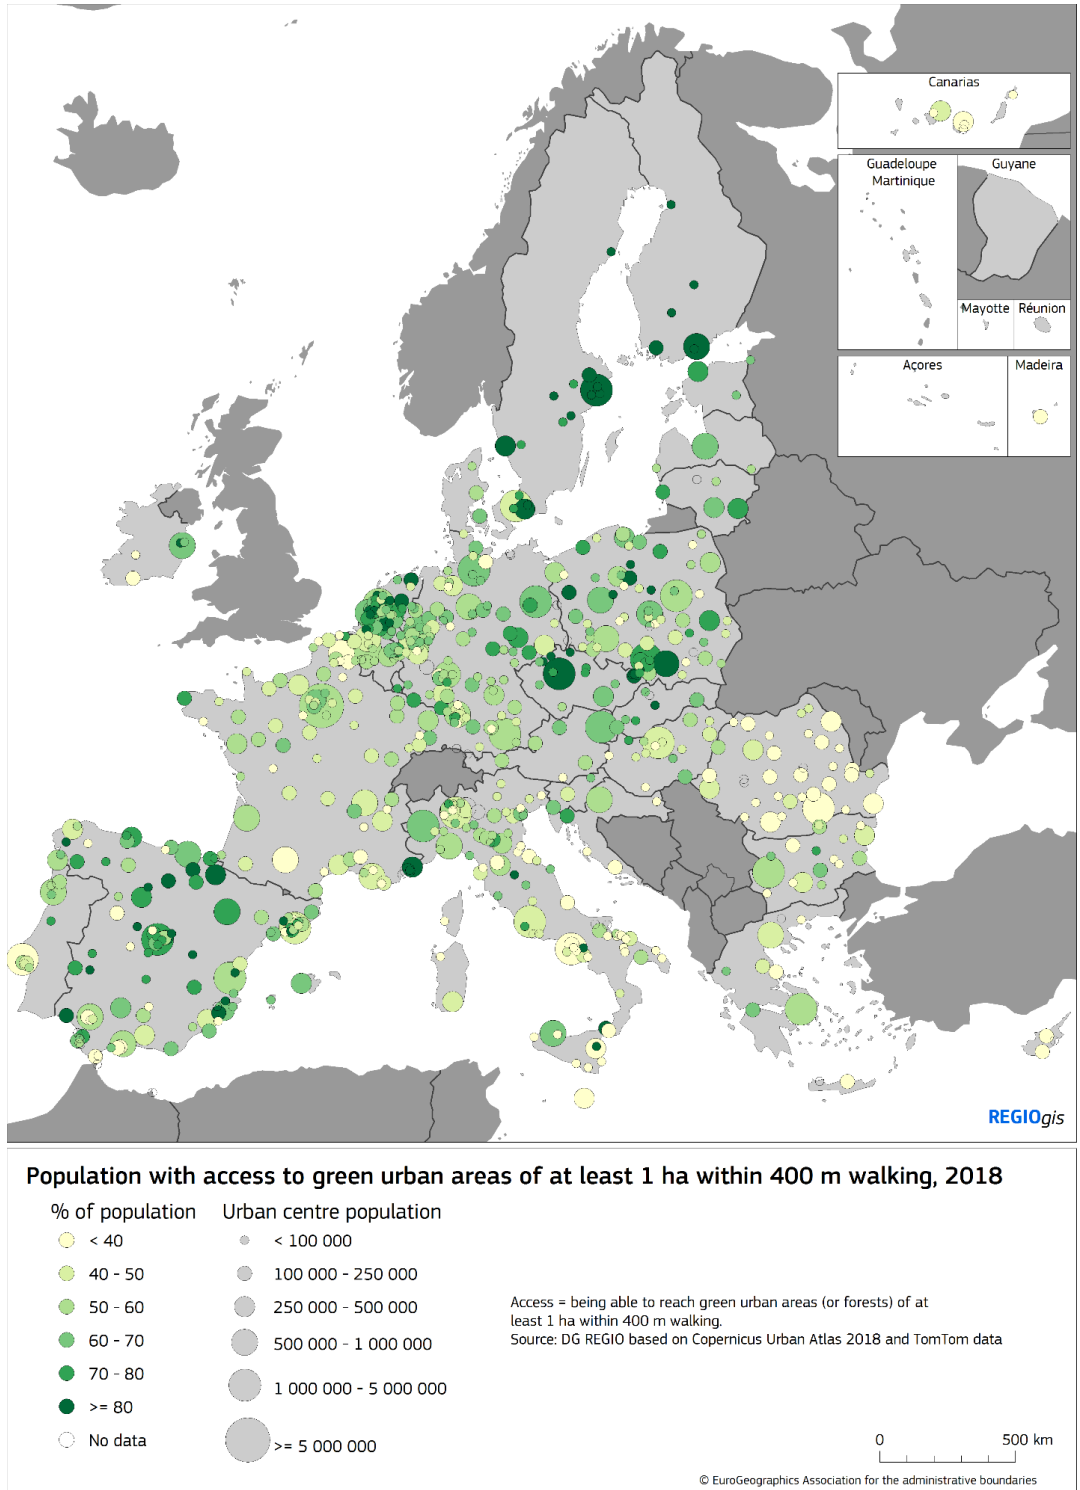 Canarias
Guadeloupe
Martinique
Guyane
Mayotte
Réunion
Açores
Madeira
REGIOgis
Population with access to green urban areas of at least 1 ha within 400 m walking, 2018
% of population
< 40
40 - 50
50 - 60
60 - 70
70 - 80
>= 80
No data
Urban centre population
< 100 000
100 000 - 250 000
250 000 - 500 000
500 000 - 1 000 000
1 000 000 - 5 000 000
>= 5 000 000
Access = being able to reach green urban areas (or forests) of at
least 1 ha within 400 m walking.
Source: DG REGIO based on Copernicus Urban Atlas 2018 and TomTom data
0 500 km
© EuroGeographics Association for the administrative boundaries